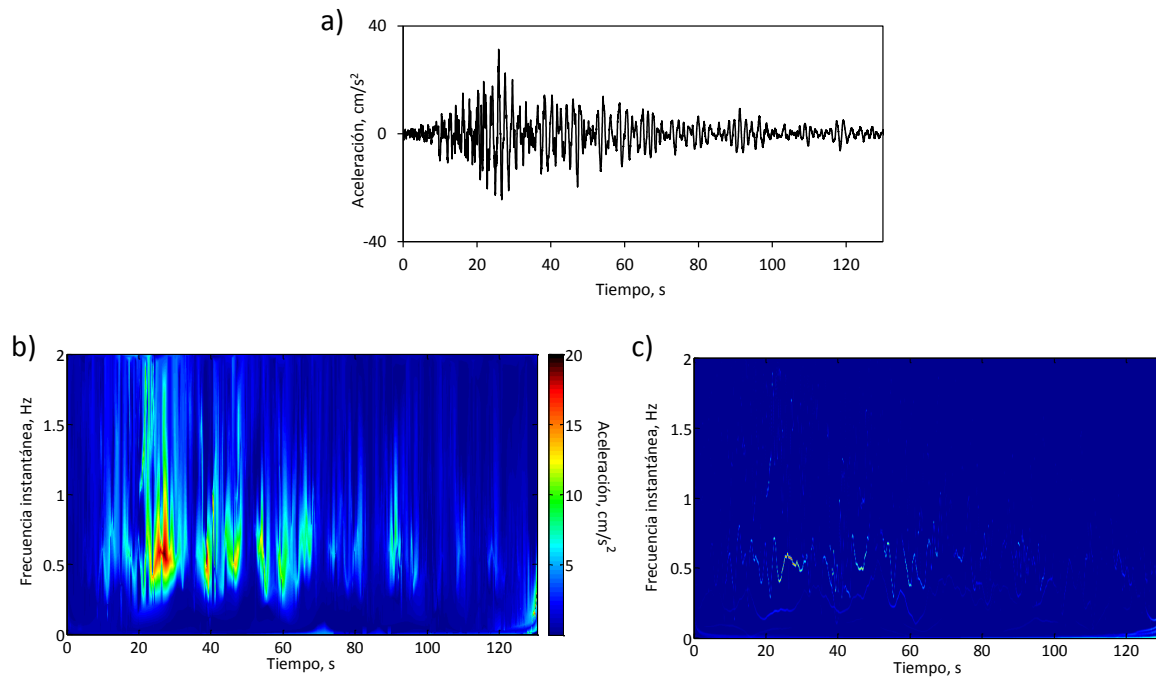 a)
40
0
-40
Aceleración, cm/s²
0 20 40 60 80 100 120
Tiempo, s
b)
2
1.5
1
0.5
0
Frecuencia instantánea, Hz
0 20 40 60 80 100 120
Tiempo, s
20
15
10
5
Aceleración, cm/s²
c)
2
1.5
1
0.5
0
Frecuencia instantánea, Hz
0 20 40 60 80 100 120
Tiempo, s